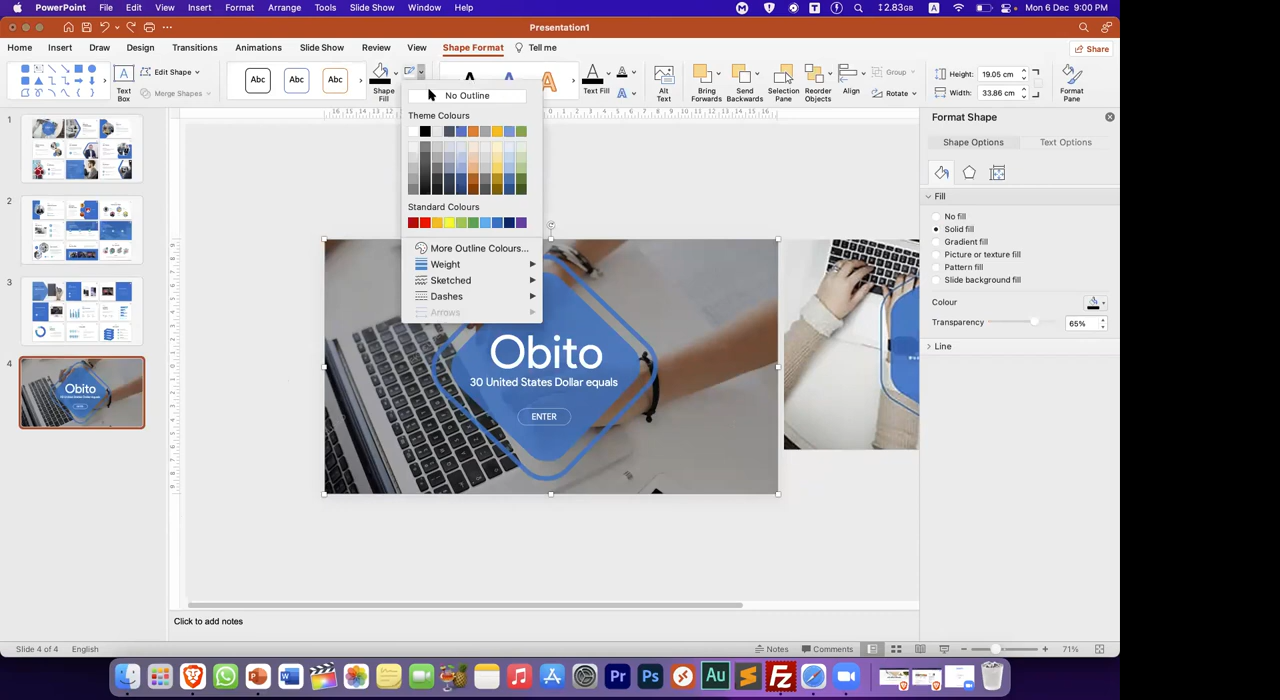 PowerPoint File Edit View Insert Format Arrange Tools Slide Show Window Help
2.83GB A Mon 6 Dec 9:00 PM
Presentation1
Home Insert Draw Design Transitions Animations Slide Show Review View Shape Format Tell me Share
Text Box
Edit Shape
Merge Shapes
Abc Abc Abc
Shape Fill
Text Fill
Alt Text
Bring Forwards
Send Backwards
Selection Pane
Reorder Objects
Align
Group
Rotate
Height: 19.05 cm
Width: 33.86 cm
Format Pane
No Outline
Theme Colours
Standard Colours
More Outline Colours...
Weight
Sketched
Dashes
Arrows
1
2
3
4
Obito
30 United States Dollar equals
ENTER
Format Shape
Shape Options Text Options
Fill
No fill
Solid fill
Gradient fill
Picture or texture fill
Pattern fill
Slide background fill
Colour
Transparency 65%
Line
Click to add notes
Slide 4 of 4 English Notes Comments 71%